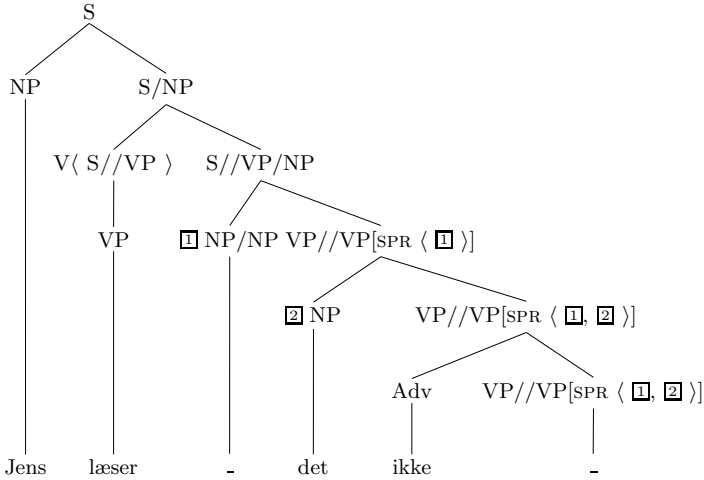 S
NP S/NP
V⟨ S//VP ⟩ S//VP/NP
VP 1 NP/NP VP//VP[SPR ⟨ 1 ⟩]
2 NP VP//VP[SPR ⟨ 1, 2 ⟩]
Adv VP//VP[SPR ⟨ 1, 2 ⟩]
Jens læser _ det ikke _